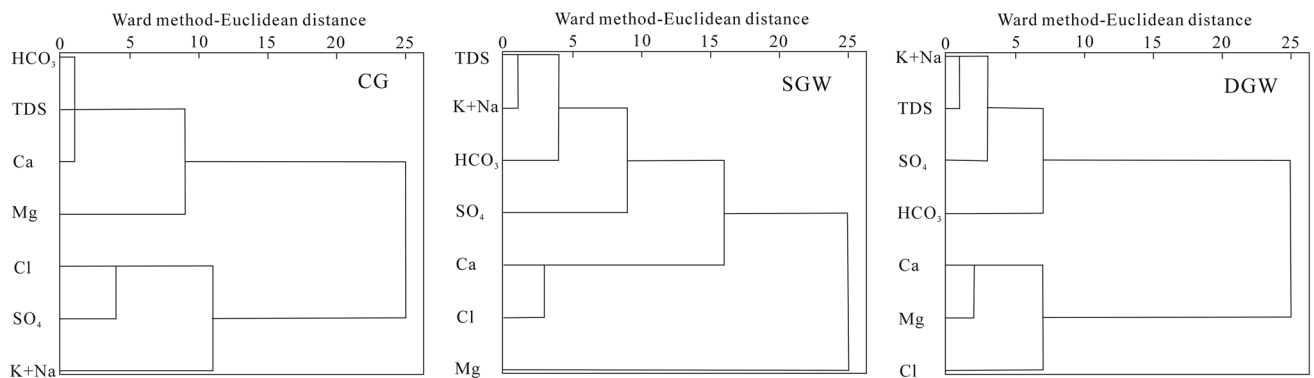 Ward method-Euclidean distance
0 5 10 15 20 25
CG
HCO₃
TDS
Ca
Mg
Cl
SO₄
K+Na
Ward method-Euclidean distance
0 5 10 15 20 25
SGW
TDS
K+Na
HCO₃
SO₄
Ca
Cl
Mg
Ward method-Euclidean distance
0 5 10 15 20 25
DGW
K+Na
TDS
SO₄
HCO₃
Ca
Mg
Cl